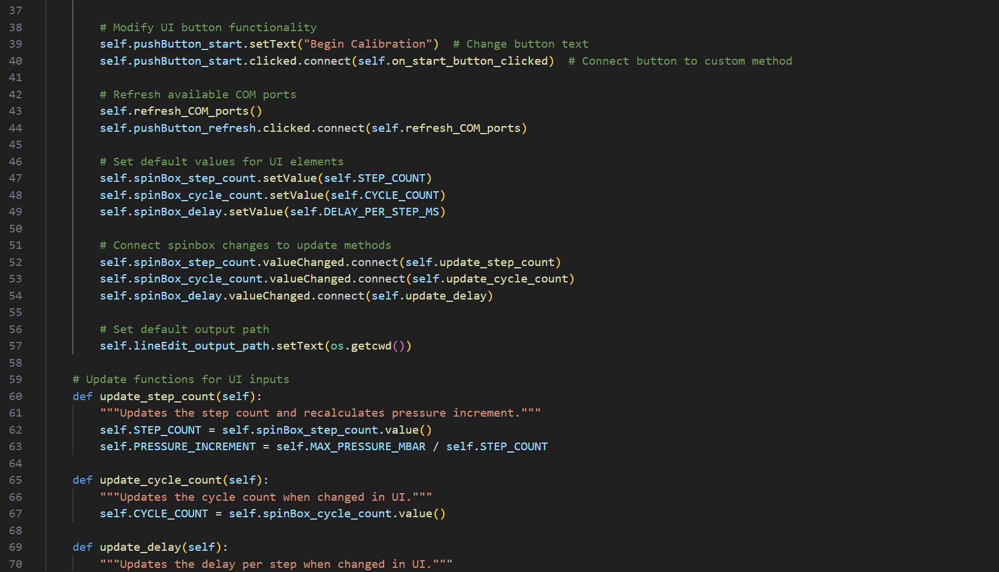 37
38 # Modify UI button functionality
39 self.pushButton_start.setText("Begin Calibration")  # Change button text
40 self.pushButton_start.clicked.connect(self.on_start_button_clicked)  # Connect button to custom method
41
42 # Refresh available COM ports
43 self.refresh_COM_ports()
44 self.pushButton_refresh.clicked.connect(self.refresh_COM_ports)
45
46 # Set default values for UI elements
47 self.spinBox_step_count.setValue(self.STEP_COUNT)
48 self.spinBox_cycle_count.setValue(self.CYCLE_COUNT)
49 self.spinBox_delay.setValue(self.DELAY_PER_STEP_MS)
50
51 # Connect spinbox changes to update methods
52 self.spinBox_step_count.valueChanged.connect(self.update_step_count)
53 self.spinBox_cycle_count.valueChanged.connect(self.update_cycle_count)
54 self.spinBox_delay.valueChanged.connect(self.update_delay)
55
56 # Set default output path
57 self.lineEdit_output_path.setText(os.getcwd())
58
59 # Update functions for UI inputs
60 def update_step_count(self):
61 """Updates the step count and recalculates pressure increment."""
62 self.STEP_COUNT = self.spinBox_step_count.value()
63 self.PRESSURE_INCREMENT = self.MAX_PRESSURE_MBAR / self.STEP_COUNT
64
65 def update_cycle_count(self):
66 """Updates the cycle count when changed in UI."""
67 self.CYCLE_COUNT = self.spinBox_cycle_count.value()
68
69 def update_delay(self):
70 """Updates the delay per step when changed in UI."""